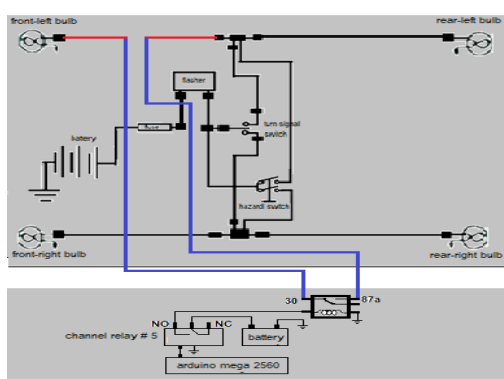 front-left bulb
rear-left bulb
flasher
battery
fuse
turn signal
switch
hazard switch
front-right bulb
rear-right bulb
30
87a
NO
NC
channel relay # 5
battery
arduino mega 2560